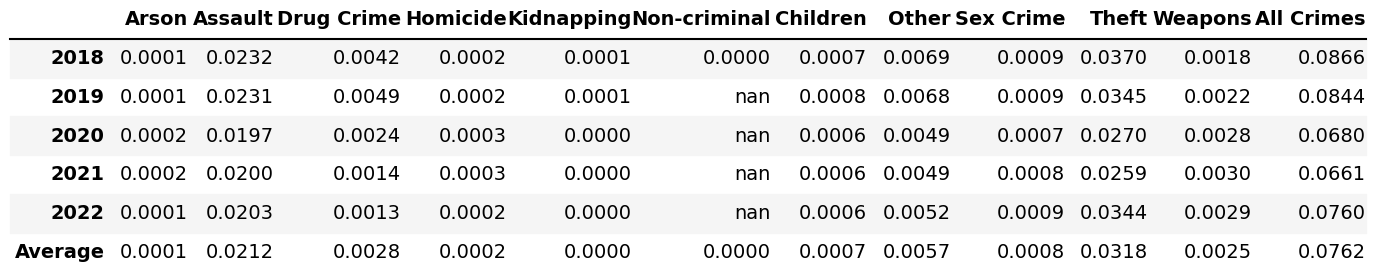 Arson Assault Drug Crime Homicide Kidnapping Non-criminal Children Other Sex Crime Theft Weapons All Crimes
2018 0.0001 0.0232 0.0042 0.0002 0.0001 0.0000 0.0007 0.0069 0.0009 0.0370 0.0018 0.0866
2019 0.0001 0.0231 0.0049 0.0002 0.0001 nan 0.0008 0.0068 0.0009 0.0345 0.0022 0.0844
2020 0.0002 0.0197 0.0024 0.0003 0.0000 nan 0.0006 0.0049 0.0007 0.0270 0.0028 0.0680
2021 0.0002 0.0200 0.0014 0.0003 0.0000 nan 0.0006 0.0049 0.0008 0.0259 0.0030 0.0661
2022 0.0001 0.0203 0.0013 0.0002 0.0000 nan 0.0006 0.0052 0.0009 0.0344 0.0029 0.0760
Average 0.0001 0.0212 0.0028 0.0002 0.0000 0.0000 0.0007 0.0057 0.0008 0.0318 0.0025 0.0762